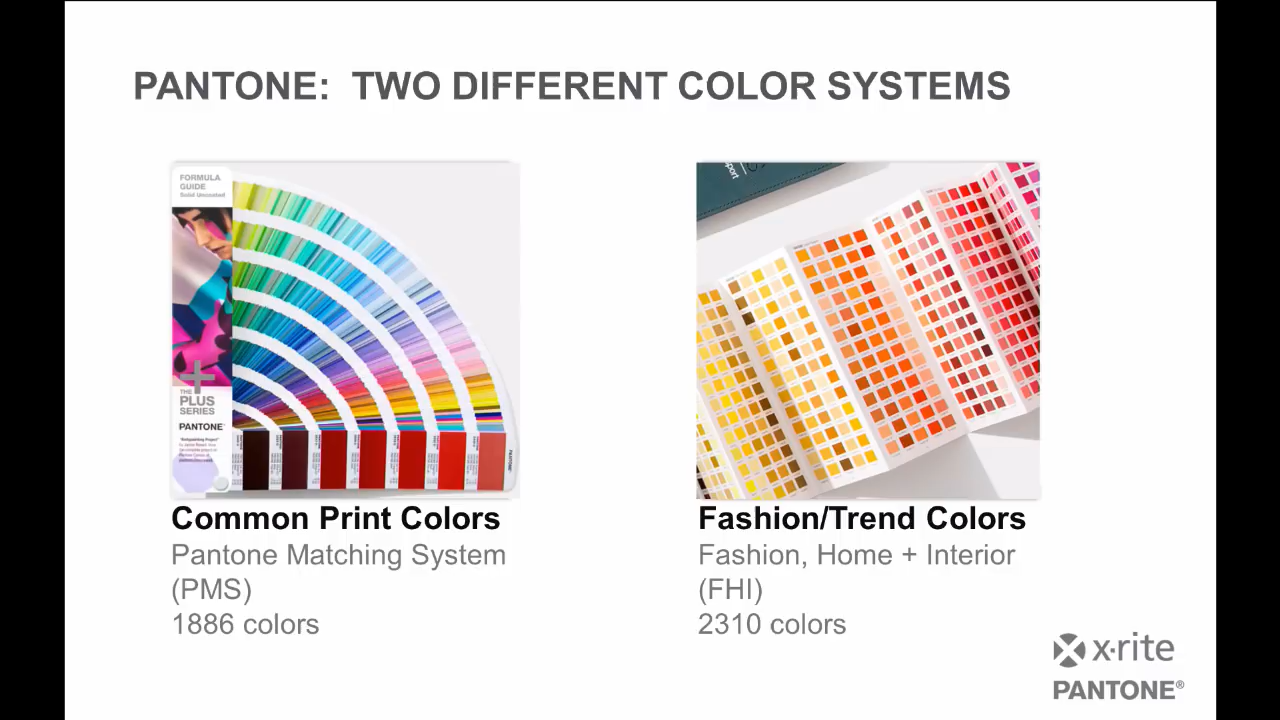 PANTONE: TWO DIFFERENT COLOR SYSTEMS
FORMULA
GUIDE
Solid Uncoated
THE
PLUS
SERIES
PANTONE
Common Print Colors
Pantone Matching System
(PMS)
1886 colors
Fashion/Trend Colors
Fashion, Home + Interior
(FHI)
2310 colors
x·rite
PANTONE®